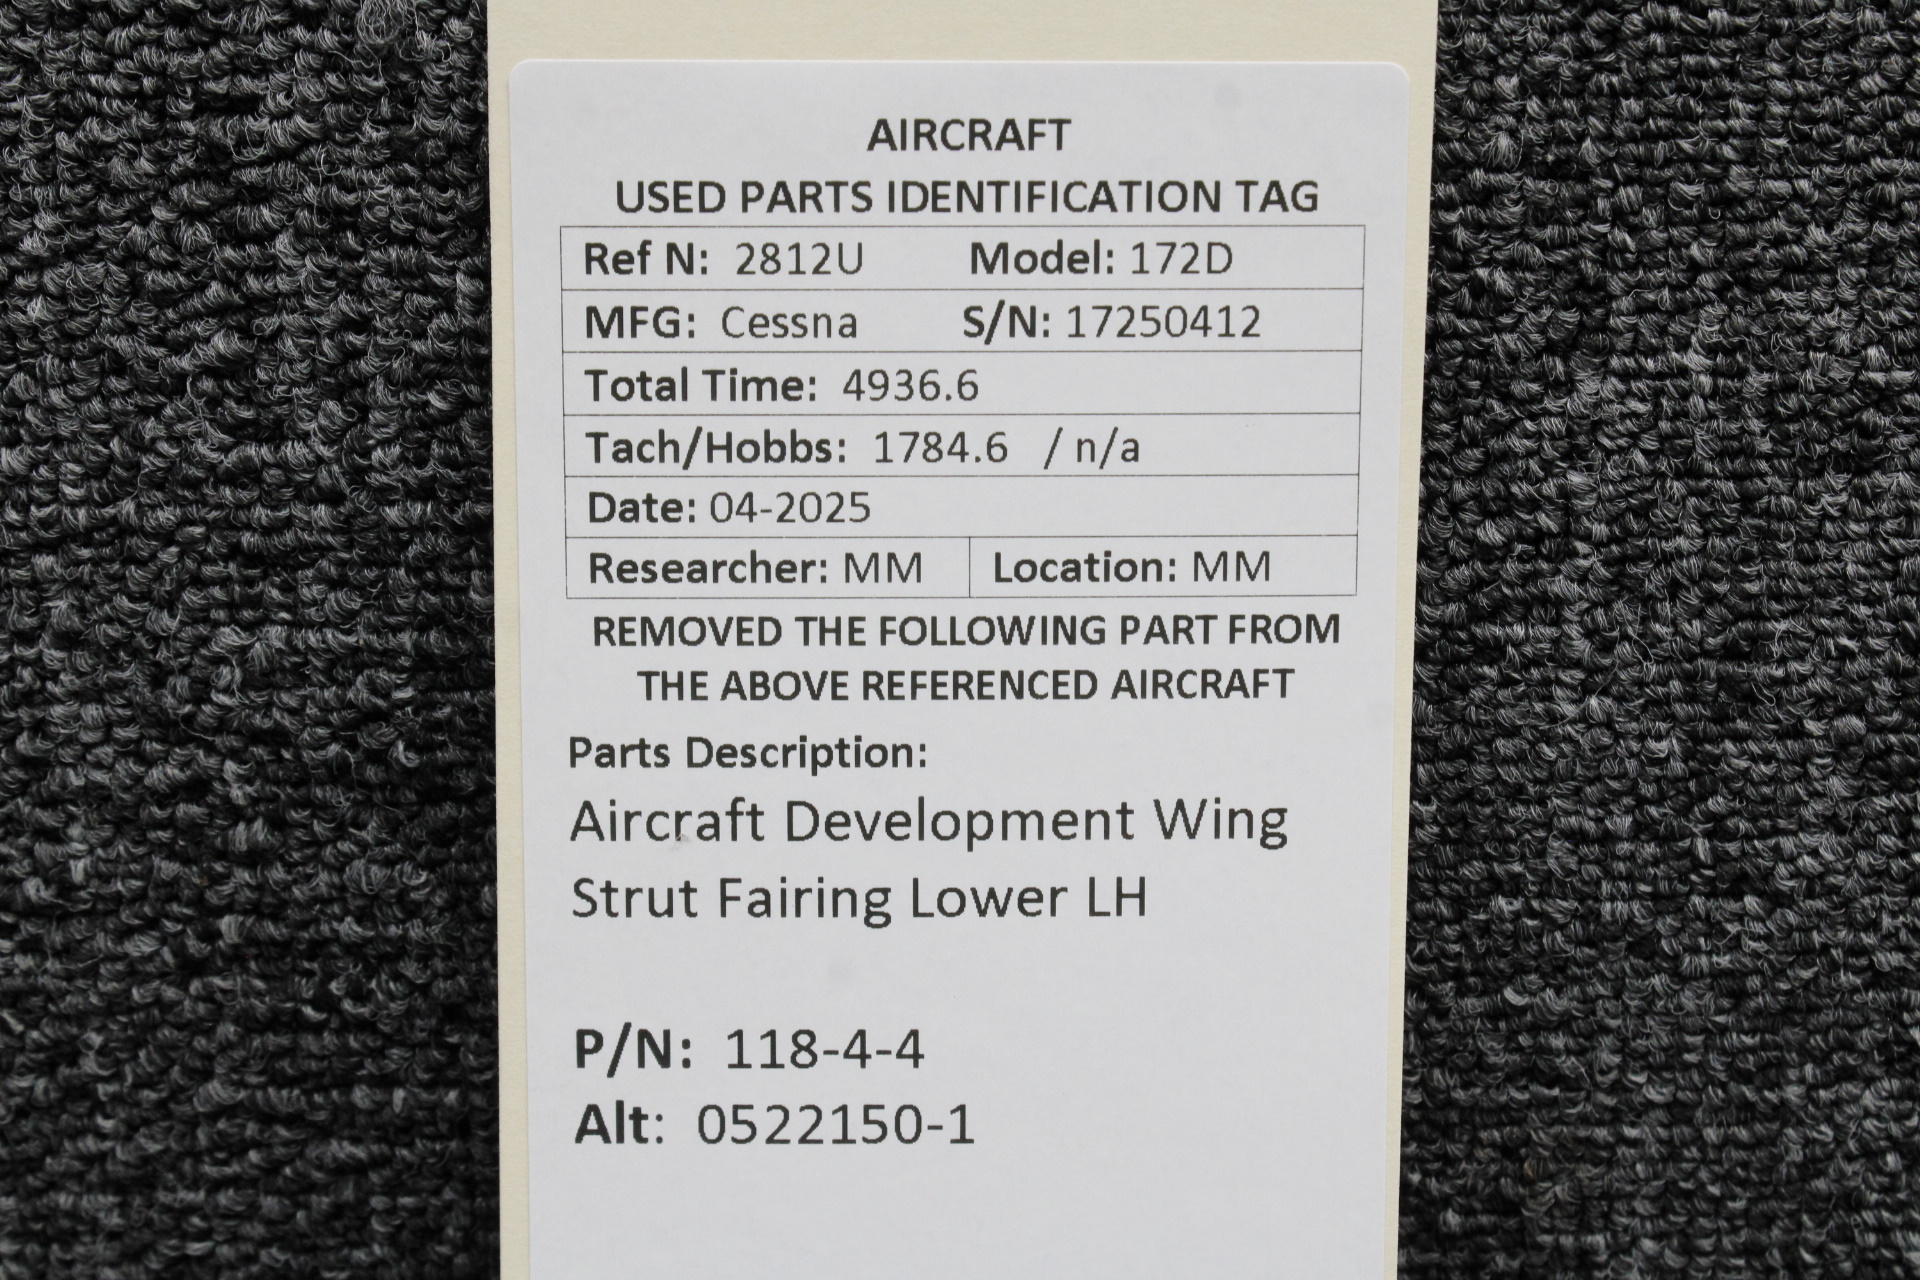 AIRCRAFT
USED PARTS IDENTIFICATION TAG
Ref N: 2812U Model: 172D
MFG: Cessna S/N: 17250412
Total Time: 4936.6
Tach/Hobbs: 1784.6 / n/a
Date: 04-2025
Researcher: MM Location: MM
REMOVED THE FOLLOWING PART FROM
THE ABOVE REFERENCED AIRCRAFT
Parts Description:
Aircraft Development Wing
Strut Fairing Lower LH
P/N: 118-4-4
Alt: 0522150-1